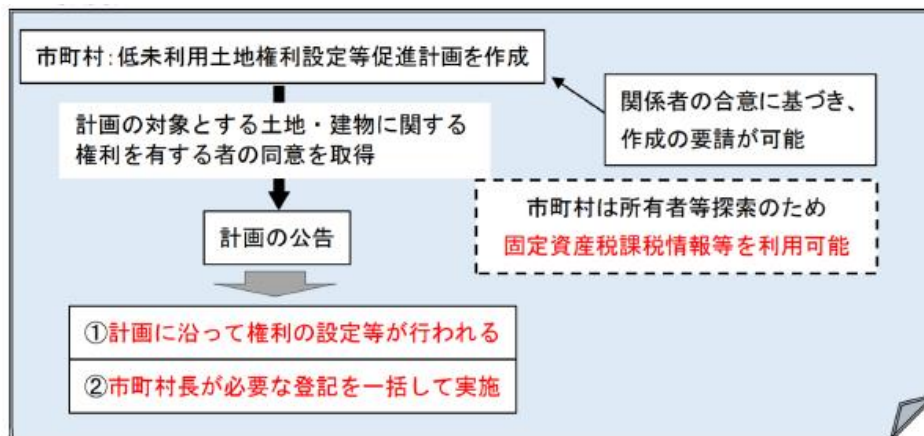 市町村：低未利用土地権利設定等促進計画を作成
関係者の合意に基づき、
作成の要請が可能
計画の対象とする土地・建物に関する
権利を有する者の同意を取得
市町村は所有者等探索のため
固定資産税課税情報等を利用可能
計画の公告
①計画に沿って権利の設定等が行われる
②市町村長が必要な登記を一括して実施